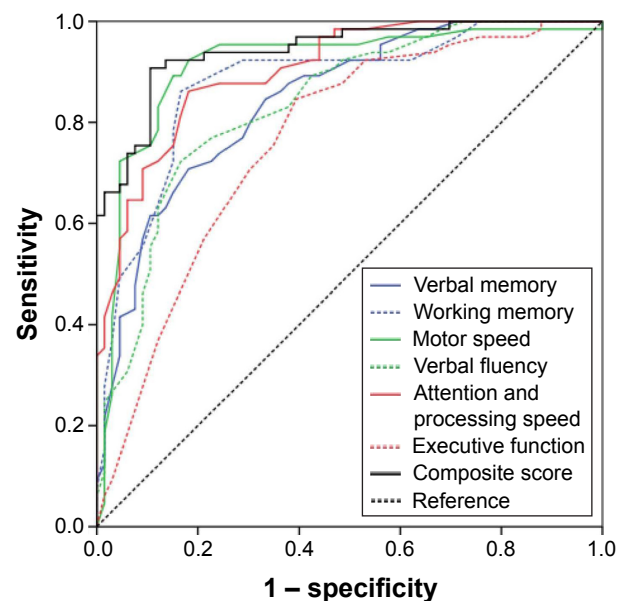 1.0
0.8
0.6
0.4
0.2
0.0
Sensitivity
Verbal memory
Working memory
Motor speed
Verbal fluency
Attention and
processing speed
Executive function
Composite score
Reference
0.0 0.2 0.4 0.6 0.8 1.0
1 – specificity